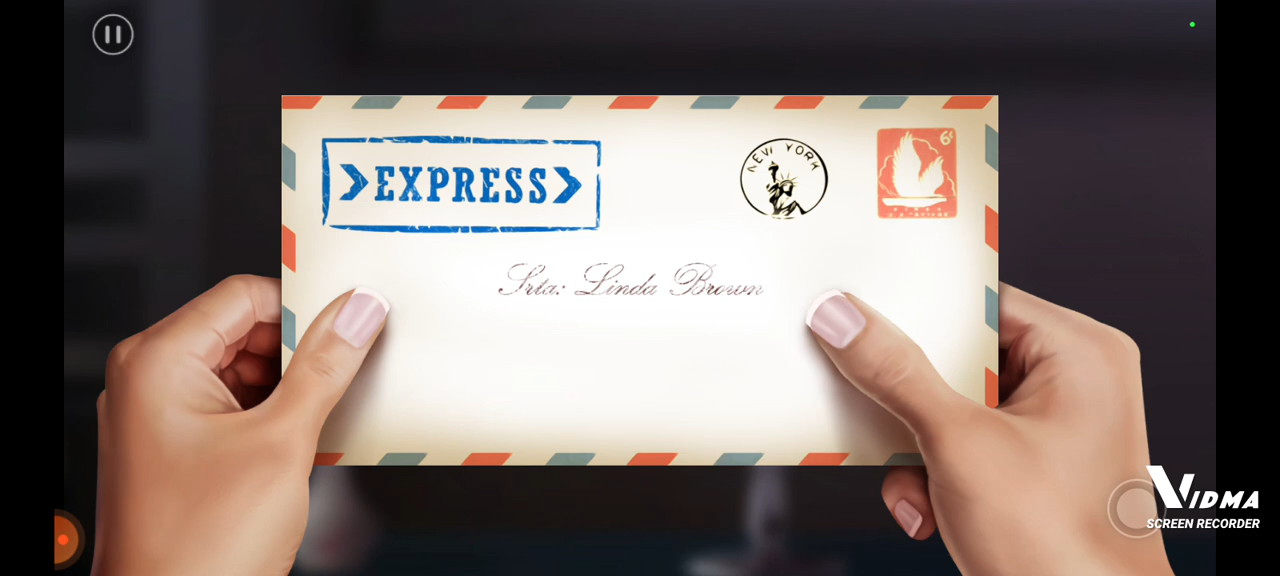 NEW YORK
6¢
>EXPRESS>
Srta: Linda Brown
VIDMA
SCREEN RECORDER